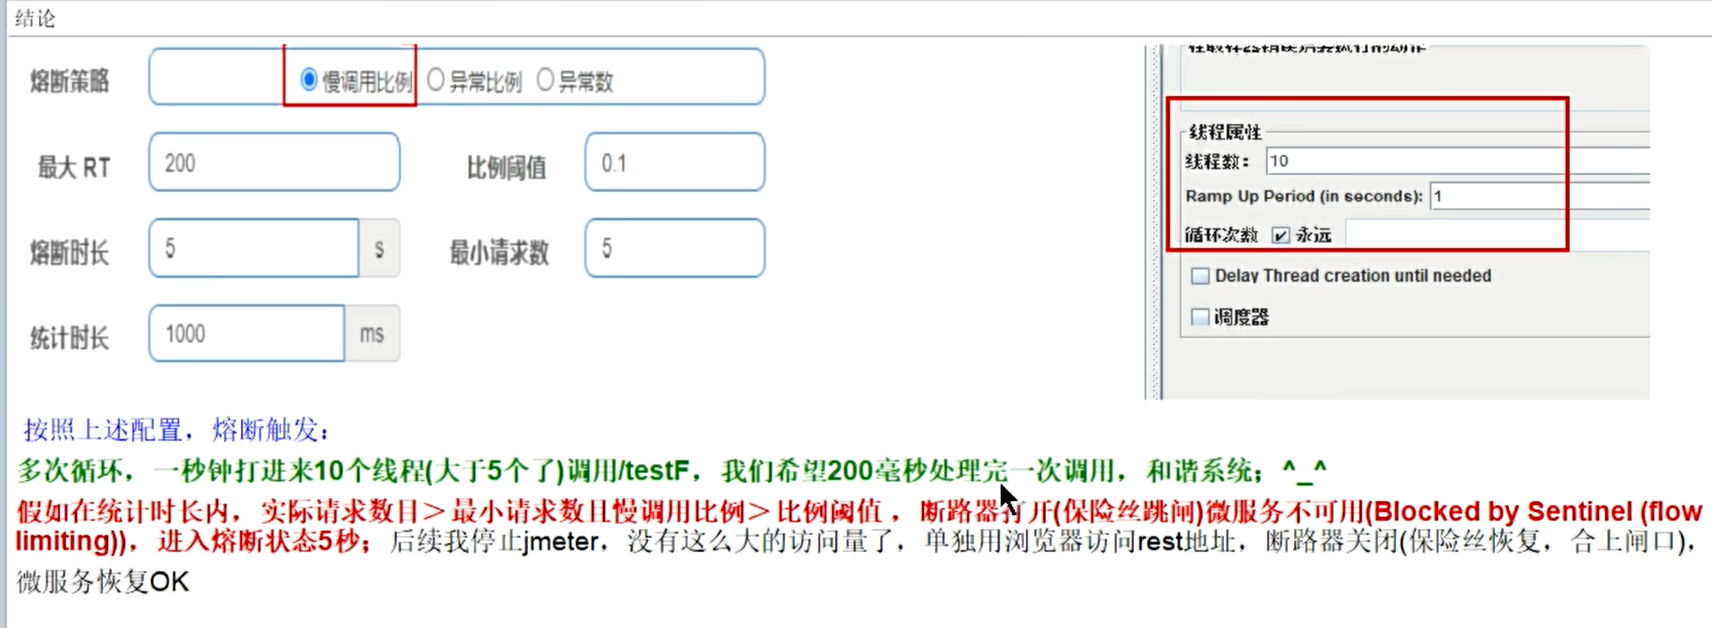 结论
熔断策略 慢调用比例 异常比例 异常数
最大 RT 200 比例阈值 0.1
熔断时长 5 s 最小请求数 5
统计时长 1000 ms
线程属性
线程数: 10
Ramp Up Period (in seconds): 1
循环次数 永远
Delay Thread creation until needed
调度器
按照上述配置，熔断触发：
多次循环，一秒钟打进来10个线程(大于5个了)调用/testF，我们希望200毫秒处理完一次调用，和谐系统；^_^
假如在统计时长内，实际请求数目＞最小请求数且慢调用比例＞比例阈值 ，断路器打开(保险丝跳闸)微服务不可用(Blocked by Sentinel (flow
limiting))，进入熔断状态5秒；后续我停止jmeter，没有这么大的访问量了，单独用浏览器访问rest地址，断路器关闭(保险丝恢复，合上闸口)，
微服务恢复OK